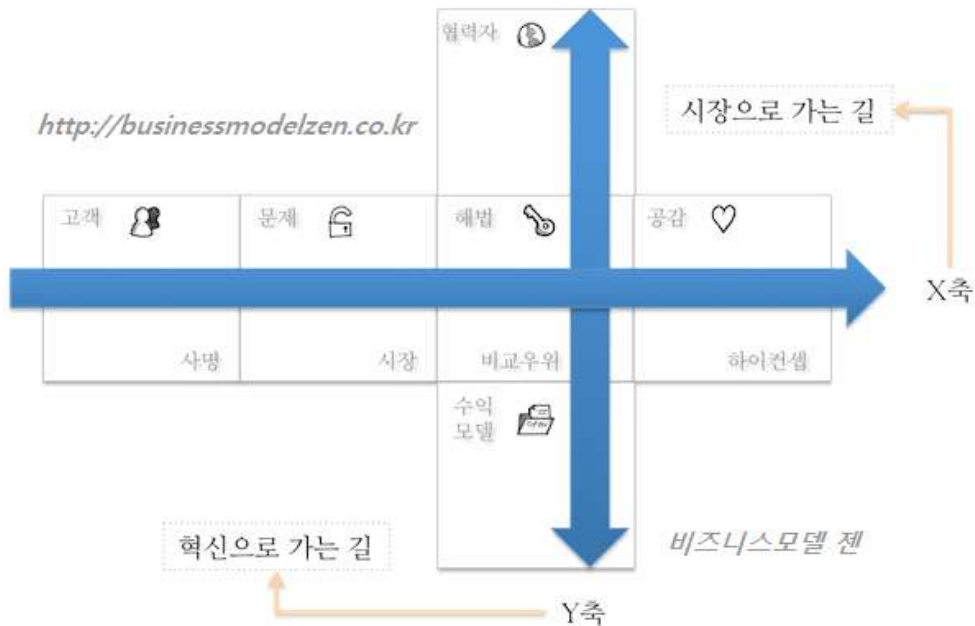 협력자
시장으로 가는 길
http://businessmodelzen.co.kr
고객
문제
해법
공감
X축
사명
시장
비교우위
하이컨셉
수익
모델
혁신으로 가는 길
비즈니스모델 젠
Y축